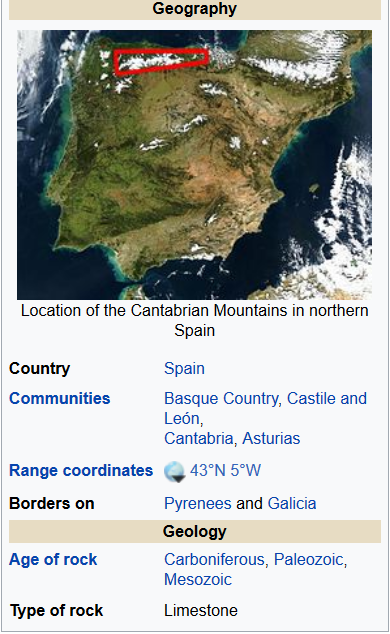 Geography
Location of the Cantabrian Mountains in northern
Spain
Country Spain
Communities Basque Country, Castile and
León,
Cantabria, Asturias
Range coordinates 43°N 5°W
Borders on Pyrenees and Galicia
Geology
Age of rock Carboniferous, Paleozoic,
Mesozoic
Type of rock Limestone